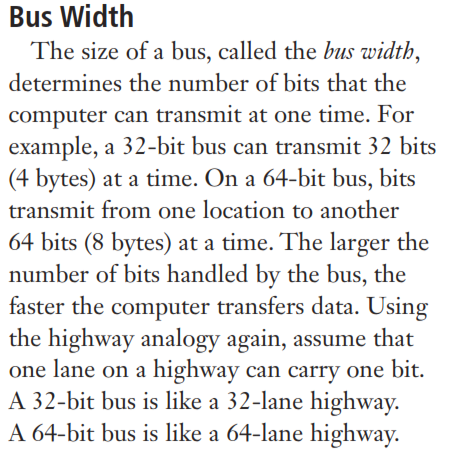 Bus Width
The size of a bus, called the bus width,
determines the number of bits that the
computer can transmit at one time. For
example, a 32-bit bus can transmit 32 bits
(4 bytes) at a time. On a 64-bit bus, bits
transmit from one location to another
64 bits (8 bytes) at a time. The larger the
number of bits handled by the bus, the
faster the computer transfers data. Using
the highway analogy again, assume that
one lane on a highway can carry one bit.
A 32-bit bus is like a 32-lane highway.
A 64-bit bus is like a 64-lane highway.